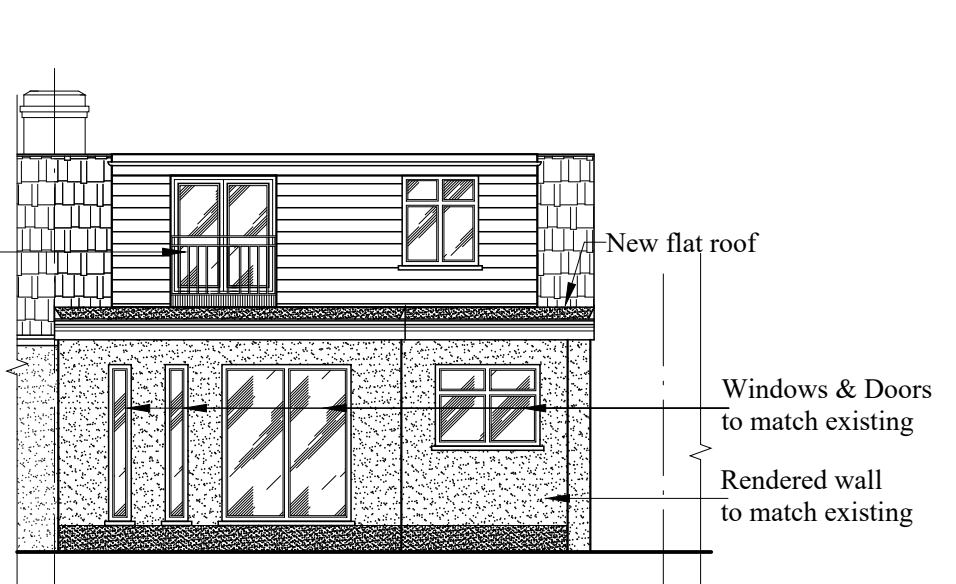 New flat roof
Windows & Doors
to match existing
Rendered wall
to match existing